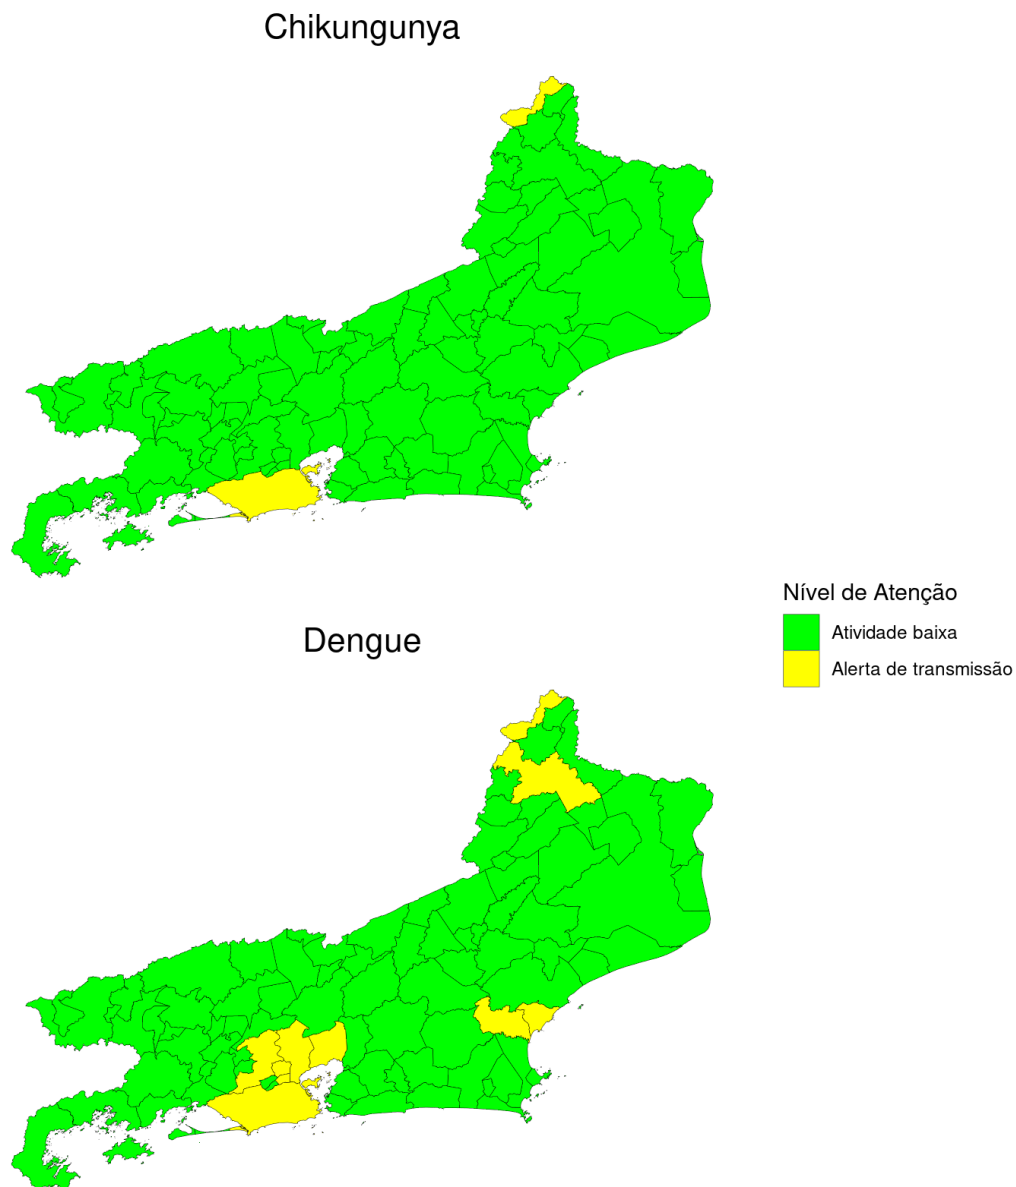 Chikungunya
Nível de Atenção
Atividade baixa
Alerta de transmissão
Dengue